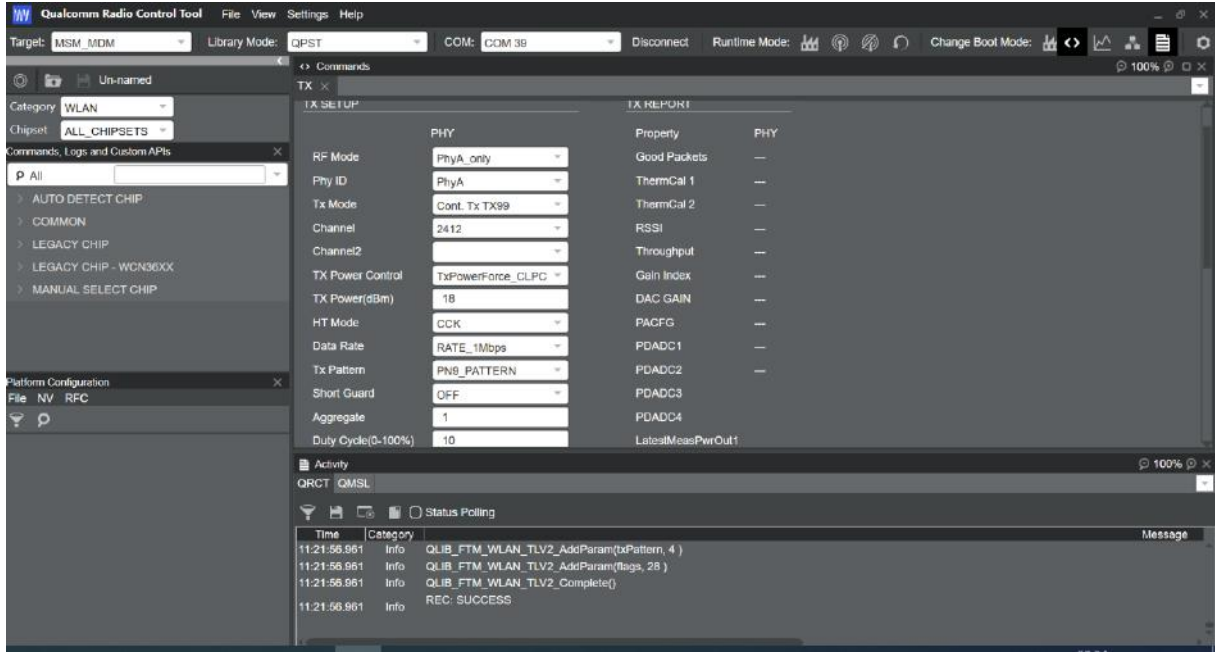 Qualcomm Radio Control Tool File View Settings Help
Target: MSM_MDM Library Mode: QPST COM: COM 39 Disconnect Runtime Mode: Change Boot Mode:
Un-named
Category WLAN
Chipset ALL_CHIPSETS
Commands, Logs and Custom APIs
All
AUTO DETECT CHIP
COMMON
LEGACY CHIP
LEGACY CHIP - WCN36XX
MANUAL SELECT CHIP
Platform Configuration
File NV RFC
<> Commands 100%
TX
TX SETUP TX REPORT
PHY Property PHY
RF Mode PhyA_only Good Packets ---
Phy ID PhyA ThermCal 1 ---
Tx Mode Cont. Tx TX99 ThermCal 2 ---
Channel 2412 RSSI ---
Channel2 Throughput ---
TX Power Control TxPowerForce_CLPC Gain Index ---
TX Power(dBm) 18 DAC GAIN ---
HT Mode CCK PACFG ---
Data Rate RATE_1Mbps PDADC1 ---
Tx Pattern PN9_PATTERN PDADC2 ---
Short Guard OFF PDADC3
Aggregate 1 PDADC4
Duty Cycle(0-100%) 10 LatestMeasPwrOut1
Activity 100%
QRCT QMSL
Status Polling
Time Category Message
11:21:56.961 Info QLIB_FTM_WLAN_TLV2_AddParam(txPattern, 4 )
11:21:56.961 Info QLIB_FTM_WLAN_TLV2_AddParam(flags, 28 )
11:21:56.961 Info QLIB_FTM_WLAN_TLV2_Complete()
11:21:56.961 Info REC: SUCCESS